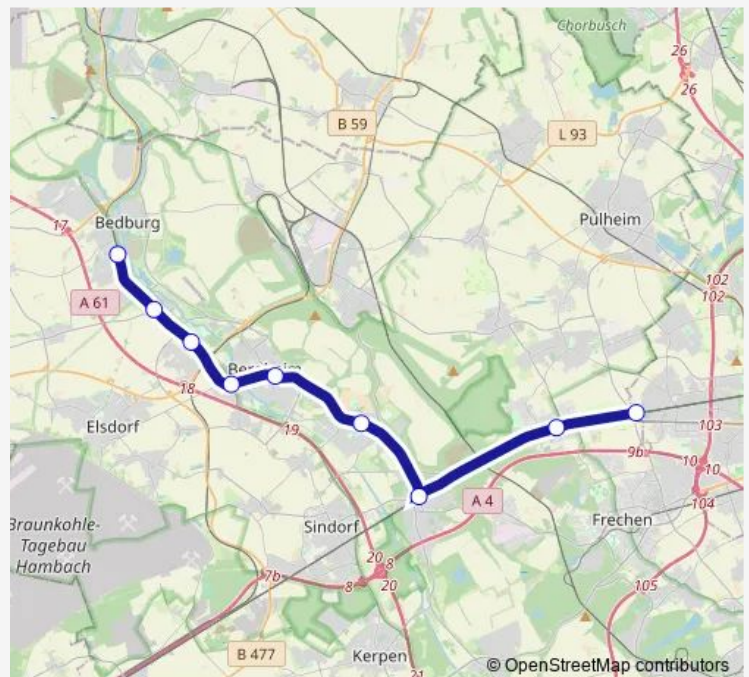 Chorbusch
26
26
B 59
L 93
Bedburg
17
Pulheim
A 61
102
102
18
Elsdorf
19
103
9b
10
10
A 4
104
Braunkohle-
Tagebau
Hambach
Sindorf
Frechen
20
8
7b
8
20
105
B 477
Kerpen
21
© OpenStreetMap contributors